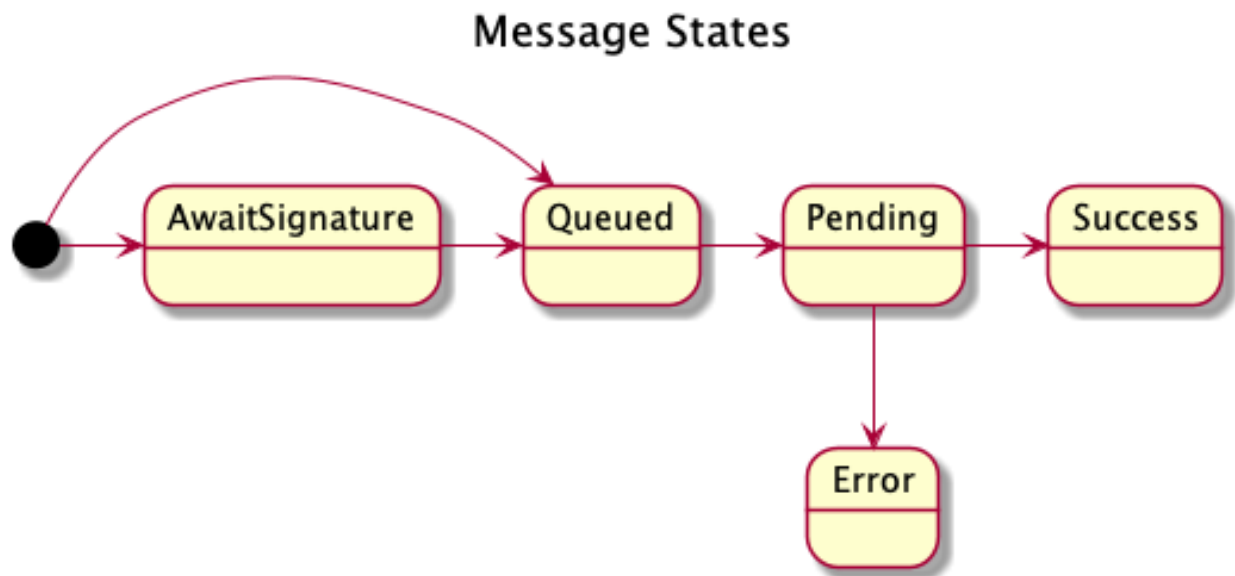 Message States
AwaitSignature
Queued
Pending
Success
Error